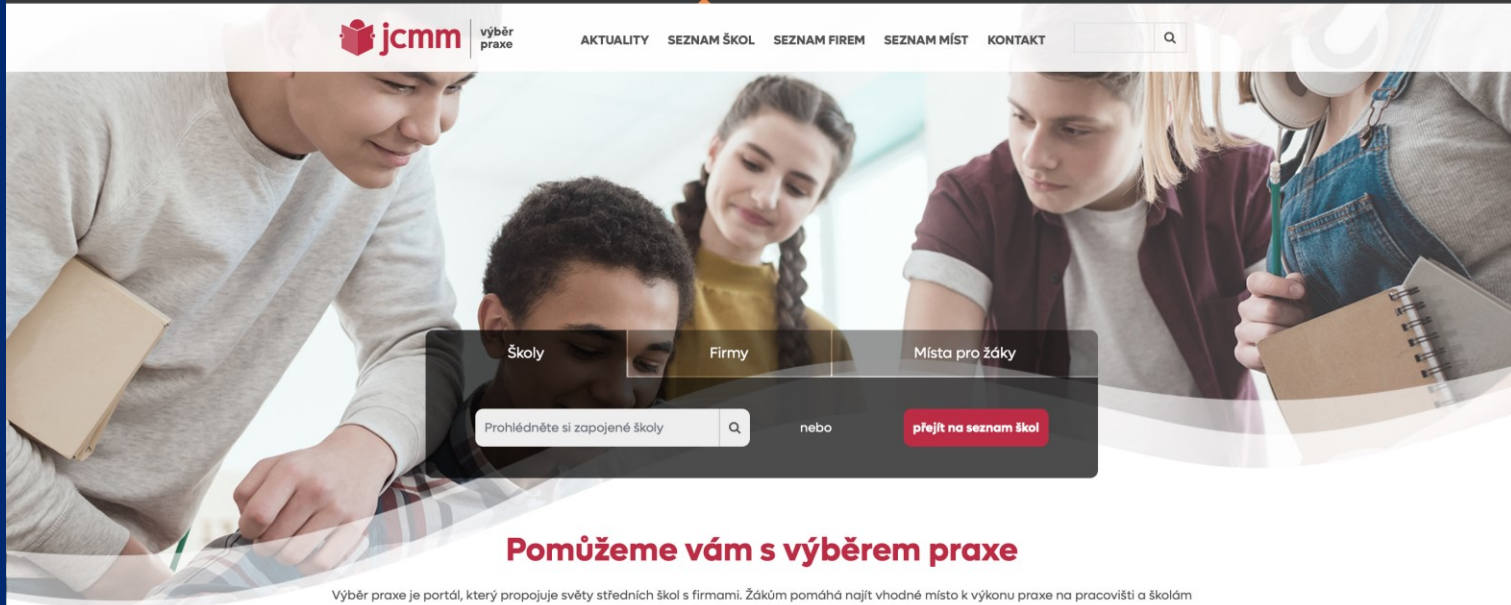 jcmm
výběr
praxe
AKTUALITY SEZNAM ŠKOL SEZNAM FIREM SEZNAM MÍST KONTAKT
Školy Firmy Místa pro žáky
Prohlédněte si zapojené školy nebo přejít na seznam škol
Pomůžeme vám s výběrem praxe
Výběr praxe je portál, který propojuje světy středních škol s firmami. Žákům pomáhá najít vhodné místo k výkonu praxe na pracovišti a školám